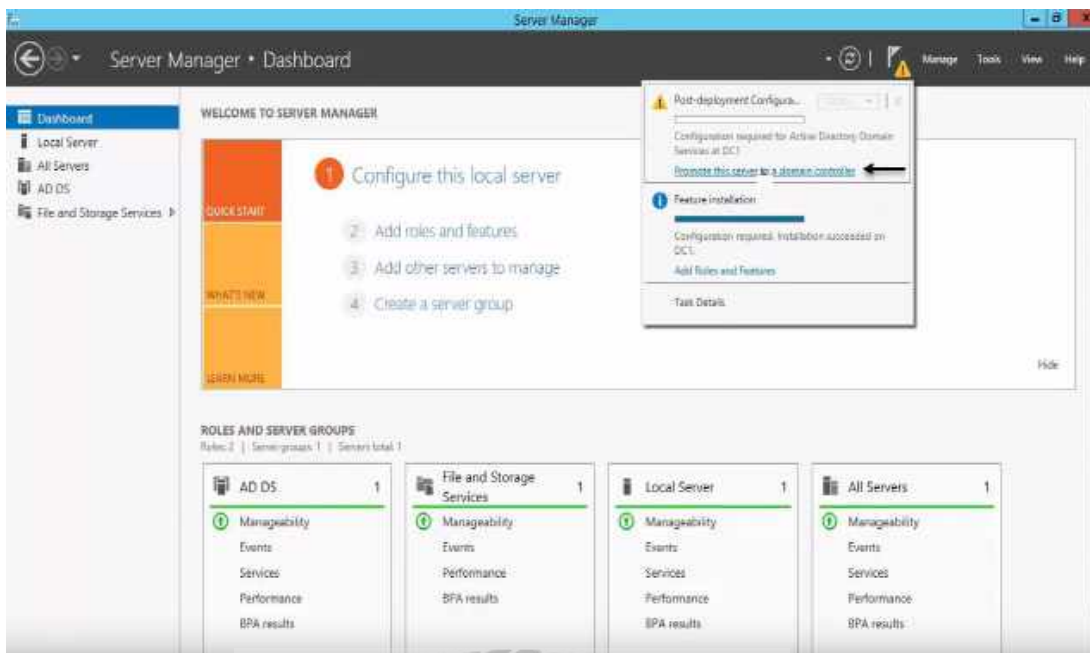 Server Manager
Server Manager • Dashboard
Manage Tools View Help
Dashboard
Local Server
All Servers
AD DS
File and Storage Services
WELCOME TO SERVER MANAGER
QUICK START
WHAT'S NEW
LEARN MORE
1 Configure this local server
2 Add roles and features
3 Add other servers to manage
4 Create a server group
Hide
Post-deployment Configura...
Configuration required for Active Directory Domain
Services at DC1
Promote this server to a domain controller
Feature installation
Configuration required. Installation succeeded on
DC1.
Add Roles and Features
Task Details
ROLES AND SERVER GROUPS
Roles: 2 | Server groups: 1 | Servers total: 1
AD DS 1
Manageability
Events
Services
Performance
BPA results
File and Storage
Services 1
Manageability
Events
Performance
BPA results
Local Server 1
Manageability
Events
Services
Performance
BPA results
All Servers 1
Manageability
Events
Services
Performance
BPA results